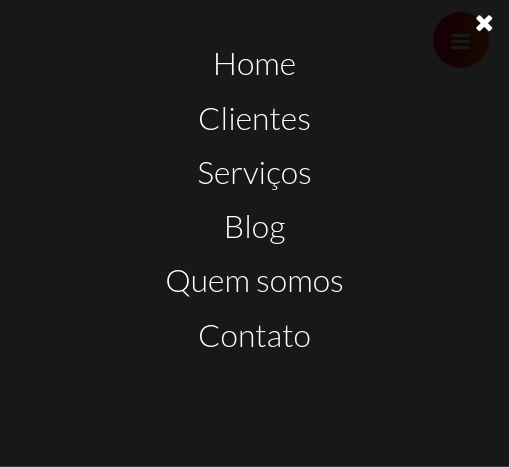 Home
Clientes
Serviços
Blog
Quem somos
Contato